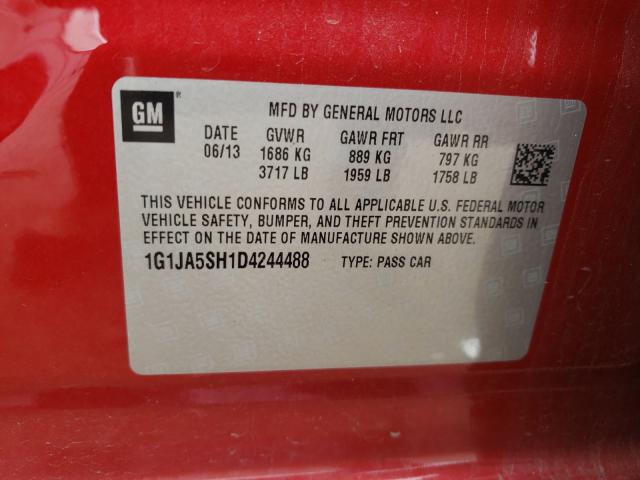 GM ®
MFD BY GENERAL MOTORS LLC
DATE GVWR GAWR FRT GAWR RR
06/13 1686 KG 889 KG 797 KG
3717 LB 1959 LB 1758 LB
THIS VEHICLE CONFORMS TO ALL APPLICABLE U.S. FEDERAL MOTOR
VEHICLE SAFETY, BUMPER, AND THEFT PREVENTION STANDARDS IN
EFFECT ON THE DATE OF MANUFACTURE SHOWN ABOVE.
1G1JA5SH1D4244488 TYPE: PASS CAR